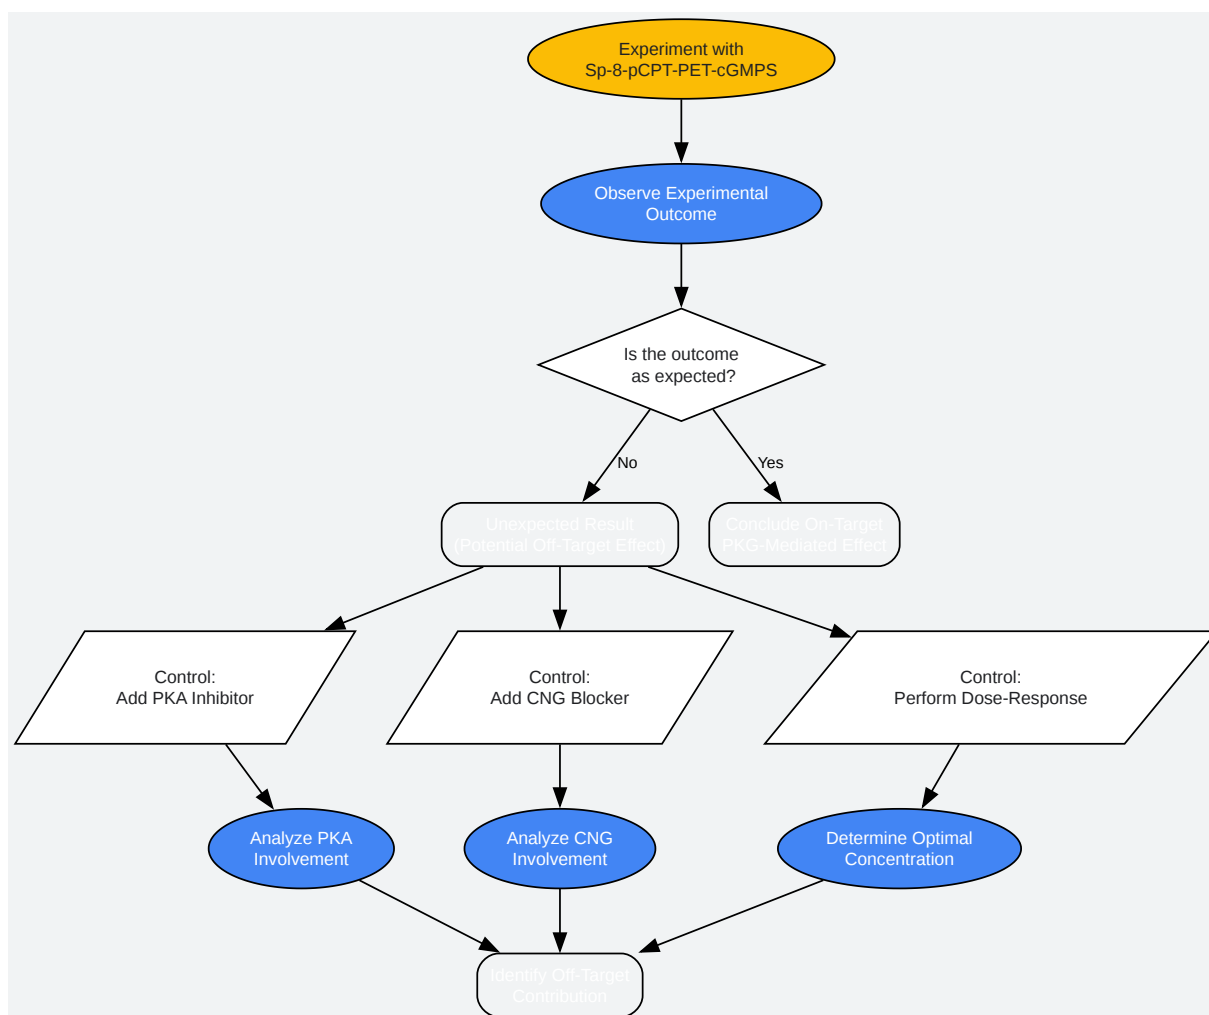 Experiment with
Sp-8-pCPT-PET-cGMPS
Observe Experimental
Outcome
Is the outcome
as expected?
No
Yes
Unexpected Result
(Potential Off-Target Effect)
Conclude On-Target
PKG-Mediated Effect
Control:
Add PKA Inhibitor
Control:
Add CNG Blocker
Control:
Perform Dose-Response
Analyze PKA
Involvement
Analyze CNG
Involvement
Determine Optimal
Concentration
Identify Off-Target
Contribution